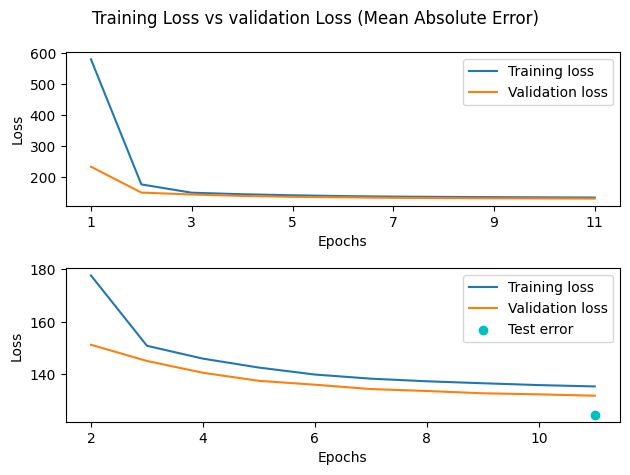 Training Loss vs validation Loss (Mean Absolute Error)
600
500
400
300
200
Loss
Training loss
Validation loss
1
3
5
7
9
11
Epochs
180
160
140
Loss
Training loss
Validation loss
Test error
2
4
6
8
10
Epochs